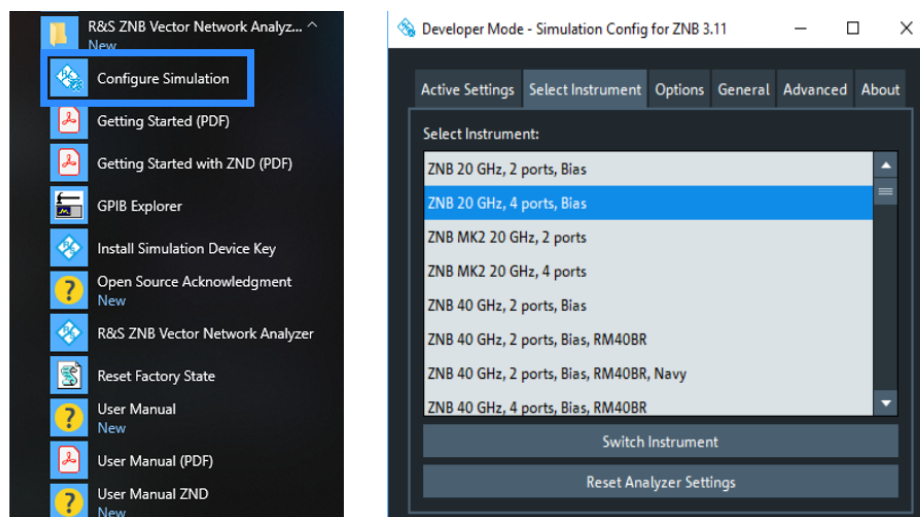 R&S ZNB Vector Network Analyz...
New
Configure Simulation
Getting Started (PDF)
Getting Started with ZND (PDF)
GPIB Explorer
Install Simulation Device Key
Open Source Acknowledgment
New
R&S ZNB Vector Network Analyzer
Reset Factory State
User Manual
New
User Manual (PDF)
User Manual ZND
New
Developer Mode - Simulation Config for ZNB 3.11
Active Settings Select Instrument Options General Advanced About
Select Instrument:
ZNB 20 GHz, 2 ports, Bias
ZNB 20 GHz, 4 ports, Bias
ZNB MK2 20 GHz, 2 ports
ZNB MK2 20 GHz, 4 ports
ZNB 40 GHz, 2 ports, Bias
ZNB 40 GHz, 2 ports, Bias, RM40BR
ZNB 40 GHz, 2 ports, Bias, RM40BR, Navy
ZNB 40 GHz, 4 ports, Bias, RM40BR
Switch Instrument
Reset Analyzer Settings